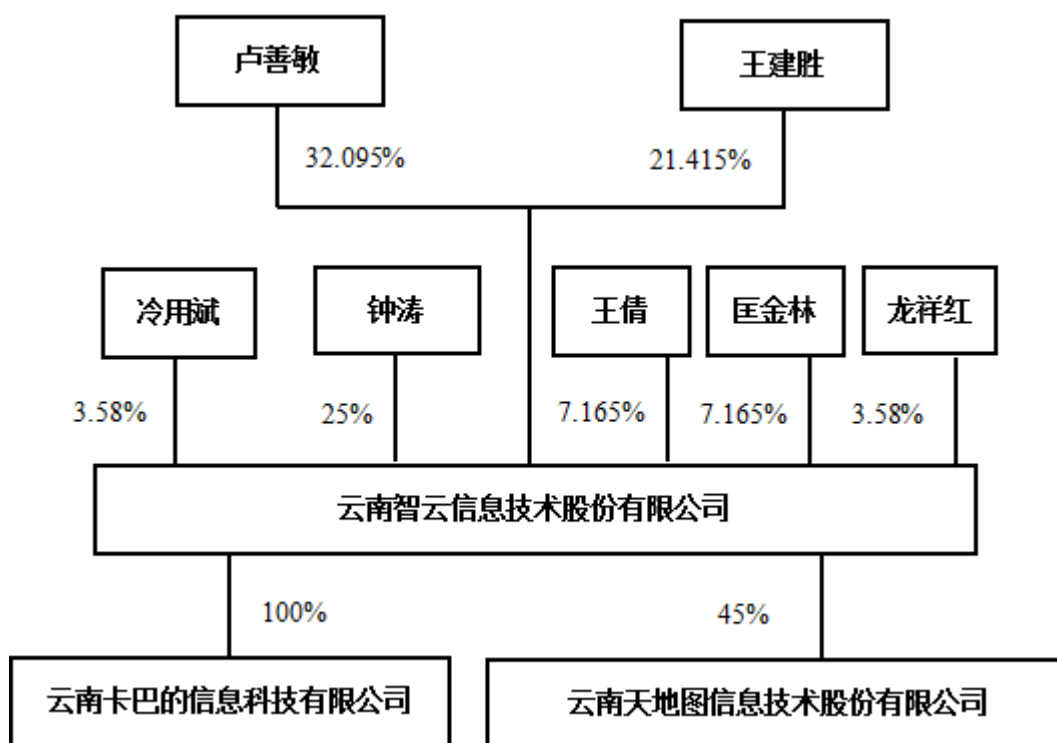 卢善敏
王建胜
32.095%
21.415%
冷用斌
钟涛
王倩
匡金林
龙祥红
3.58%
25%
7.165%
7.165%
3.58%
云南智云信息技术股份有限公司
100%
45%
云南卡巴的信息科技有限公司
云南天地图信息技术股份有限公司